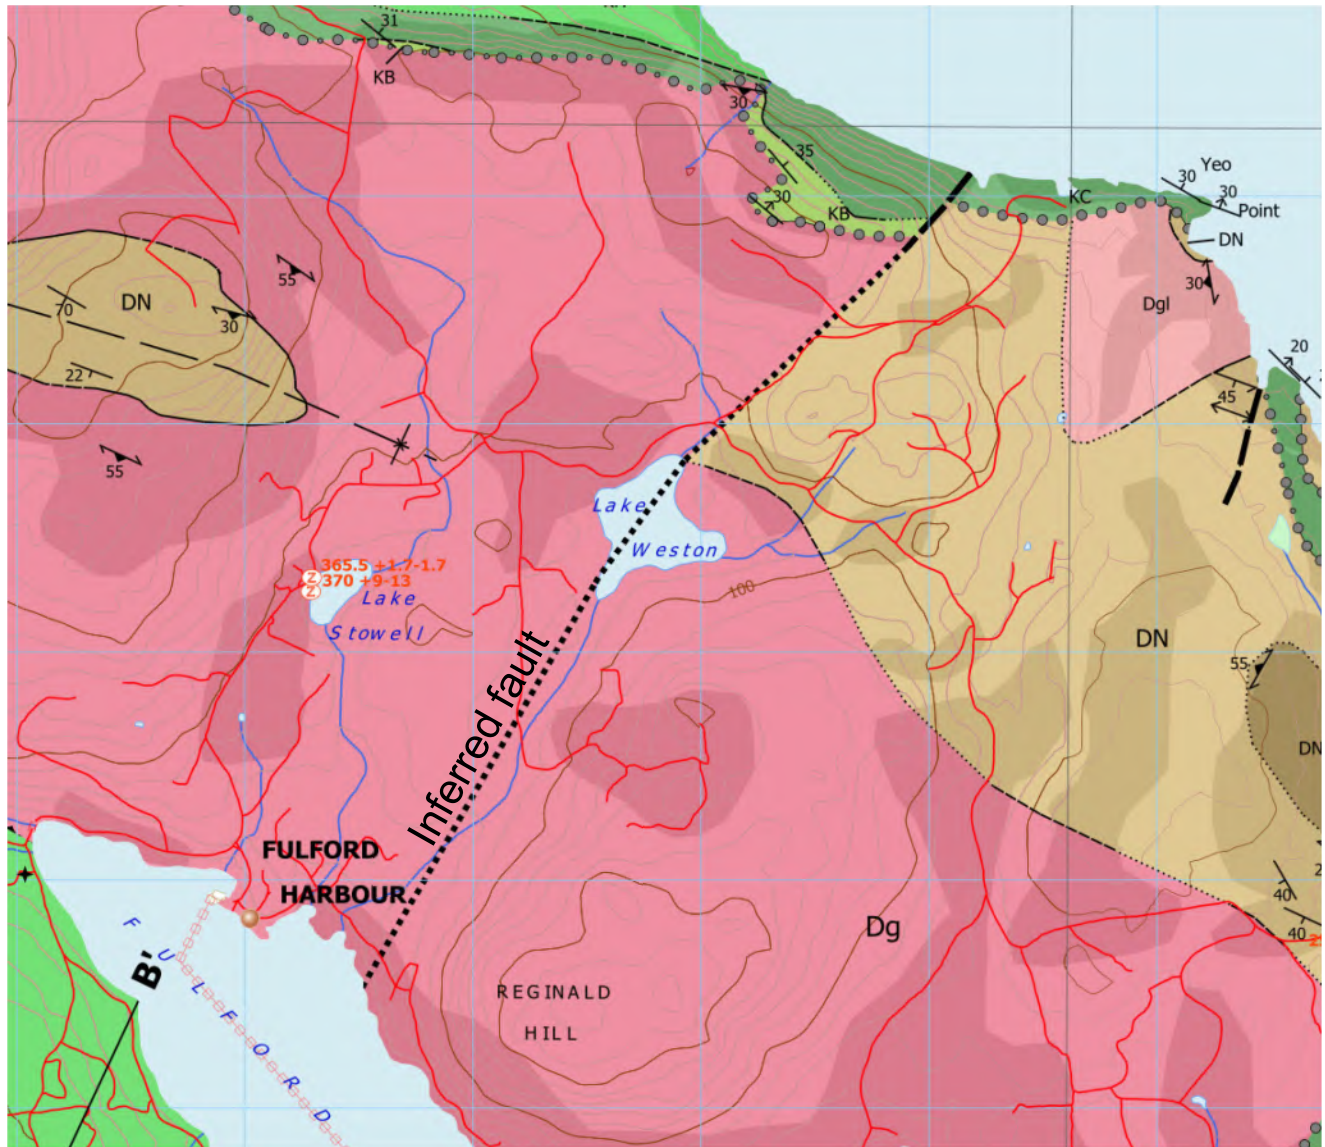 31
KB
30
35
30
KB
KC
Yeo
30
30
Point
DN
30
Dgl
55
DN
70
30
22
20
45
55
Lake
Weston
365.5 +1.7-1.7
Z
370 +9-13
Z
Lake
Stowell
100
DN
55
DN
Inferred fault
FULFORD
HARBOUR
40
Dg
40
B'
FULFORD
REGINALD
HILL